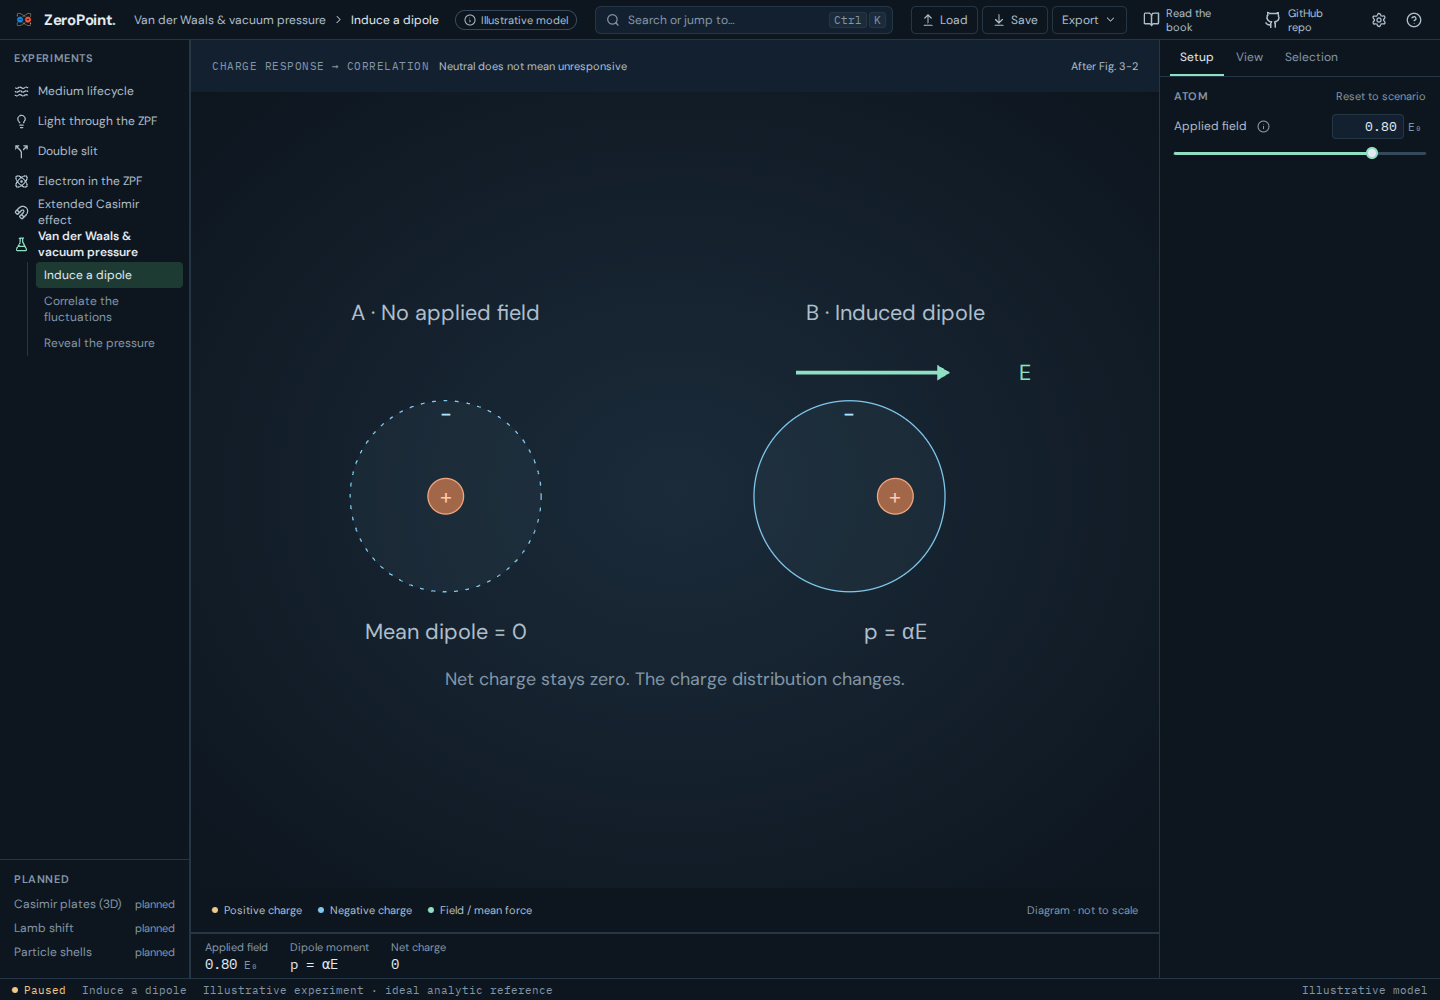 ZeroPoint.
Van der Waals & vacuum pressure
Induce a dipole
Illustrative model
Search or jump to…
Ctrl K
Load
Save
Export
Read the
book
GitHub
repo
EXPERIMENTS
Medium lifecycle
Light through the ZPF
Double slit
Electron in the ZPF
Extended Casimir
effect
Van der Waals &
vacuum pressure
Induce a dipole
Correlate the
fluctuations
Reveal the pressure
PLANNED
Casimir plates (3D) planned
Lamb shift planned
Particle shells planned
CHARGE RESPONSE → CORRELATION Neutral does not mean unresponsive
After Fig. 3-2
A · No applied field
B · Induced dipole
E
−
−
+
+
Mean dipole = 0
p = αE
Net charge stays zero. The charge distribution changes.
Positive charge
Negative charge
Field / mean force
Diagram · not to scale
Applied field
0.80 E₀
Dipole moment
p = αE
Net charge
0
Setup
View
Selection
ATOM
Reset to scenario
Applied field
0.80 E₀
Paused
Induce a dipole
Illustrative experiment · ideal analytic reference
Illustrative model